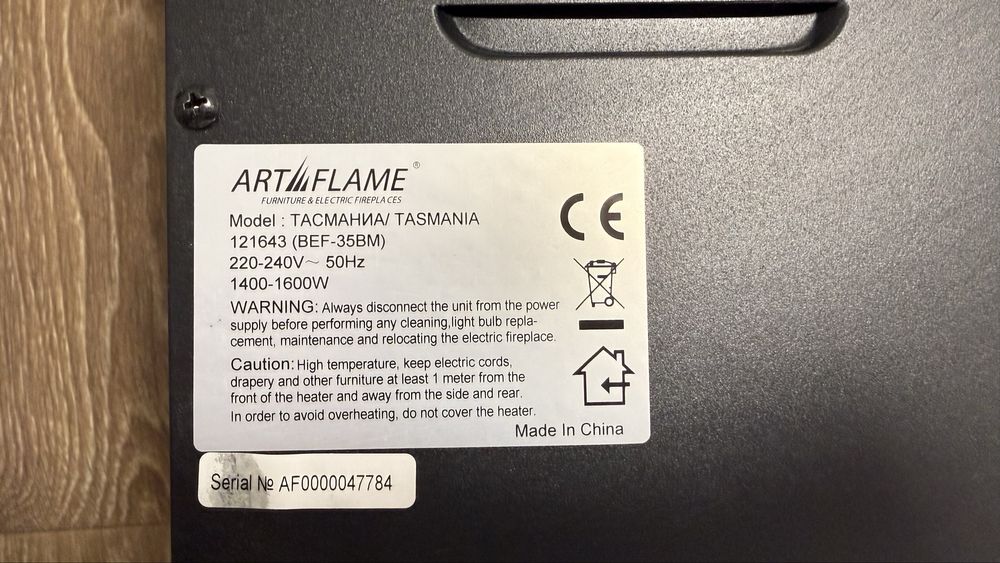 ART FLAME®
FURNITURE & ELECTRIC FIREPLACES
Model : ТАСМАНИЯ/ TASMANIA
121643 (BEF-35BM)
220-240V~ 50Hz
1400-1600W
WARNING: Always disconnect the unit from the power
supply before performing any cleaning,light bulb repla-
cement, maintenance and relocating the electric fireplace.
Caution: High temperature, keep electric cords,
drapery and other furniture at least 1 meter from the
front of the heater and away from the side and rear.
In order to avoid overheating, do not cover the heater.
Made In China
CE
Serial № AF0000047784